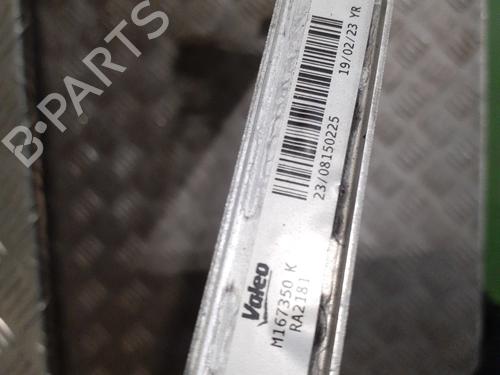 B-PARTS
Valeo
M167350 K
RA2181
23/08150225
19/02/23 YR